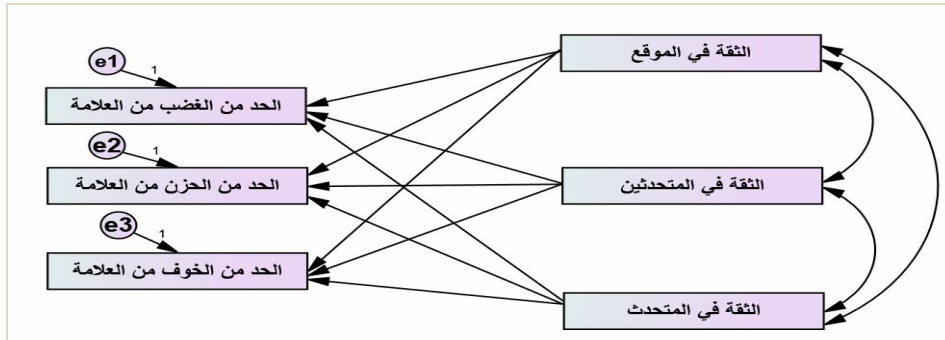 الثقة في الموقع
e1
1
الحد من الغضب من العلامة
e2
1
الثقة في المتحدثين
الحد من الحزن من العلامة
e3
1
الحد من الخوف من العلامة
الثقة في المتحدث